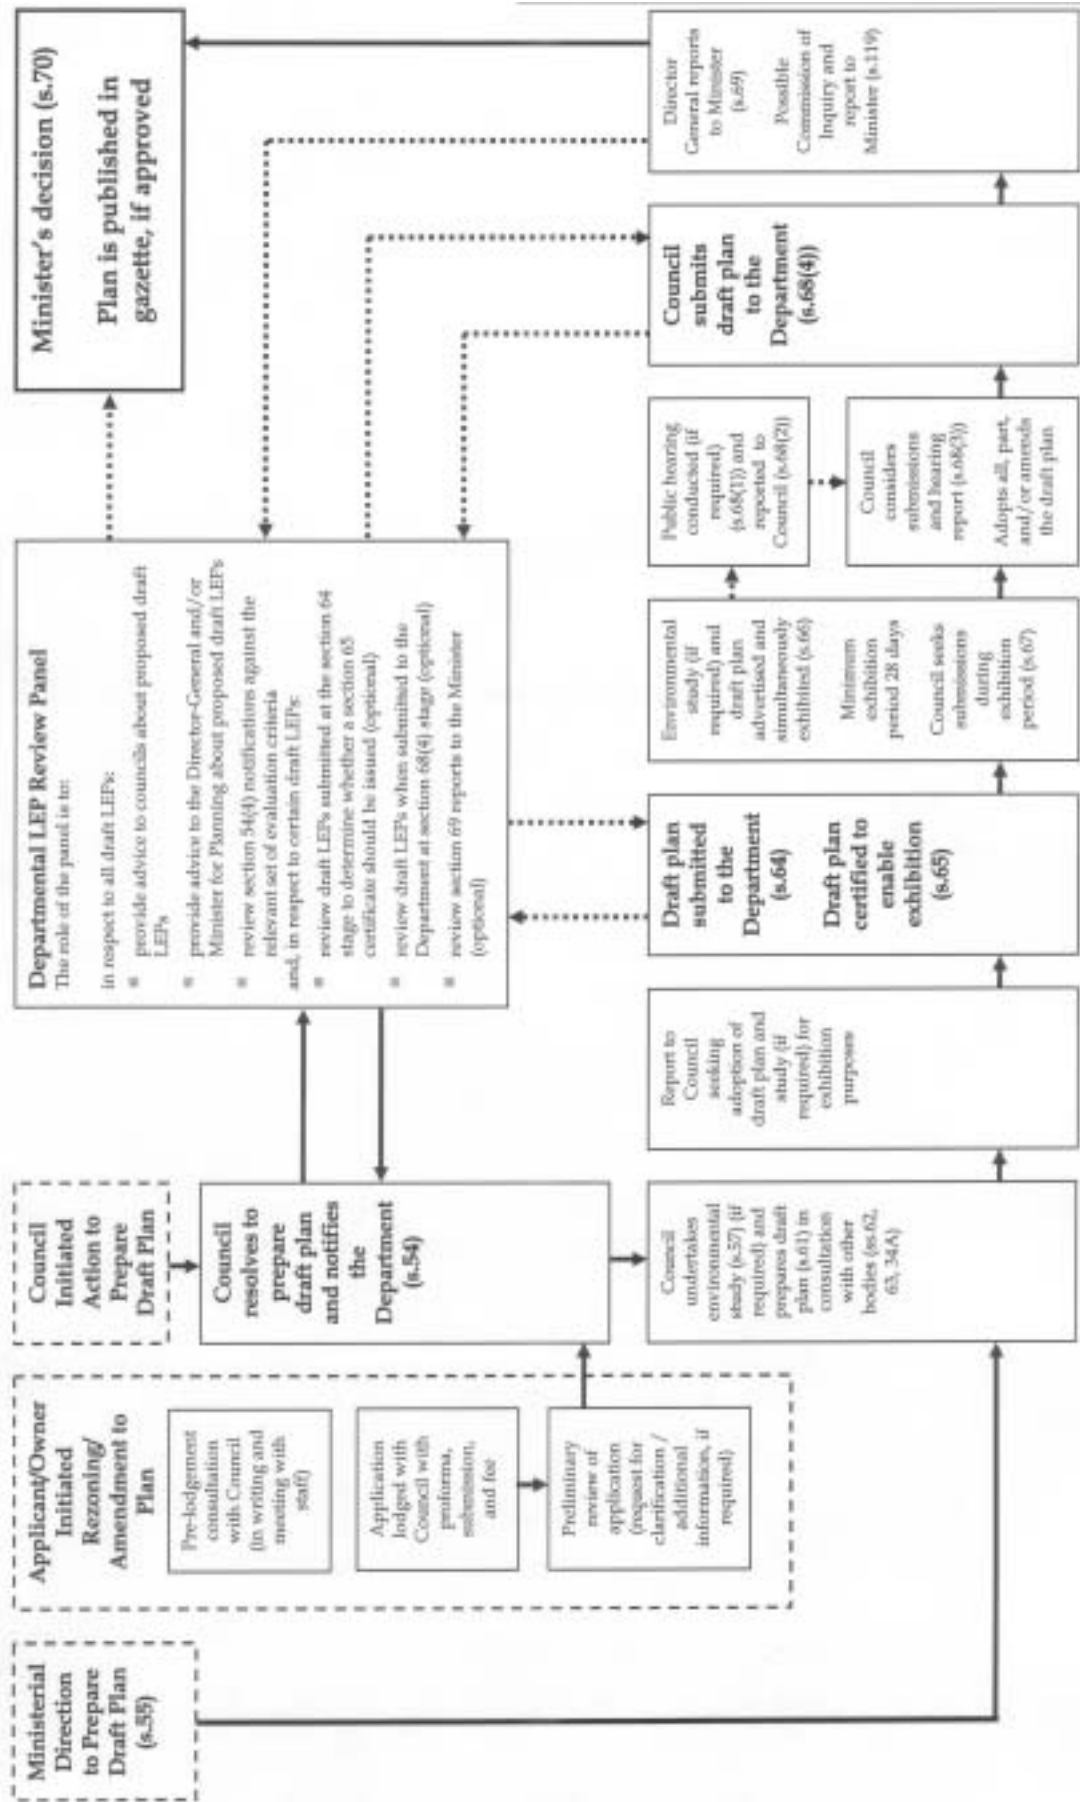 Ministerial
Direction
to Prepare
Draft Plan
(s.55)
Applicant/Owner
Initiated
Rezoning/
Amendment to
Plan
Pre-lodgement
consultation
with Council
(in writing and
meeting with
staff)
Application
lodged with
Council with
proforma,
submission,
and fee
Preliminary
review of
application
(request for
clarification /
additional
information, if
required)
Council
Initiated
Action to
Prepare
Draft Plan
Council
resolves to
prepare
draft plan
and notifies
the
Department
(s.54)
Council
undertakes
environmental
study (s.57) (if
required) and
prepares draft
plan (s.61) in
consultation
with other
bodies (ss.62,
63, 34A)
Departmental LEP Review Panel
The role of the panel is to:
in respect to all draft LEPs:
provide advice to councils about proposed draft
LEPs
provide advice to the Director-General and/or
Minister for Planning about proposed draft LEPs
review section 54(4) notifications against the
relevant set of evaluation criteria
and, in respect to certain draft LEPs:
review draft LEPs submitted at the section 64
stage to determine whether a section 65
certificate should be issued (optional)
review draft LEPs when submitted to the
Department at section 68(4) stage (optional)
review section 69 reports to the Minister
(optional)
Report to
Council
seeking
adoption of
draft plan and
study (if
required) for
exhibition
purposes
Draft plan
submitted
to the
Department
(s.64)
Draft plan
certified to
enable
exhibition
(s.65)
Environmental
study (if
required) and
draft plan
advertised and
simultaneously
exhibited (s.66)
Minimum
exhibition
period 28 days
Council seeks
submissions
during
exhibition
period (s.67)
Public hearing
conducted (if
required)
(s.68(1)) and
reported to
Council (s.68(2))
Council
considers
submissions
and hearing
report (s.68(3))
Adopts all, part,
and/or amends
the draft plan
Council
submits
draft plan
to the
Department
(s.68(4))
Director
General reports
to Minister
(s.69)
Possible
Commission of
Inquiry and
report to
Minister (s.119)
Minister's decision (s.70)
Plan is published in
gazette, if approved